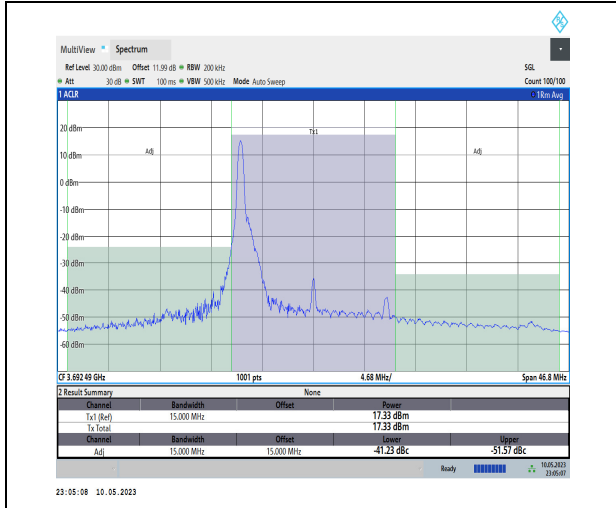 MultiView Spectrum
Ref Level 30.00 dBm Offset 11.99 dB RBW 200 kHz SGL
Att 30 dB SWT 100 ms VBW 500 kHz Mode Auto Sweep Count 100/100
1 ACLR 1Rm Avg
20 dBm
Tx1
10 dBm
Adj Adj
0 dBm
-10 dBm
-20 dBm
-30 dBm
-40 dBm
-50 dBm
-60 dBm
CF 3.692 49 GHz 1001 pts 4.68 MHz/ Span 46.8 MHz
2 Result Summary None
Channel Bandwidth Offset Power
Tx1 (Ref) 15.000 MHz 17.33 dBm
Tx Total 17.33 dBm
Channel Bandwidth Offset Lower Upper
Adj 15.000 MHz 15.000 MHz -41.23 dBc -51.57 dBc
Ready 10.05.2023
23:05:07
23:05:08 10.05.2023